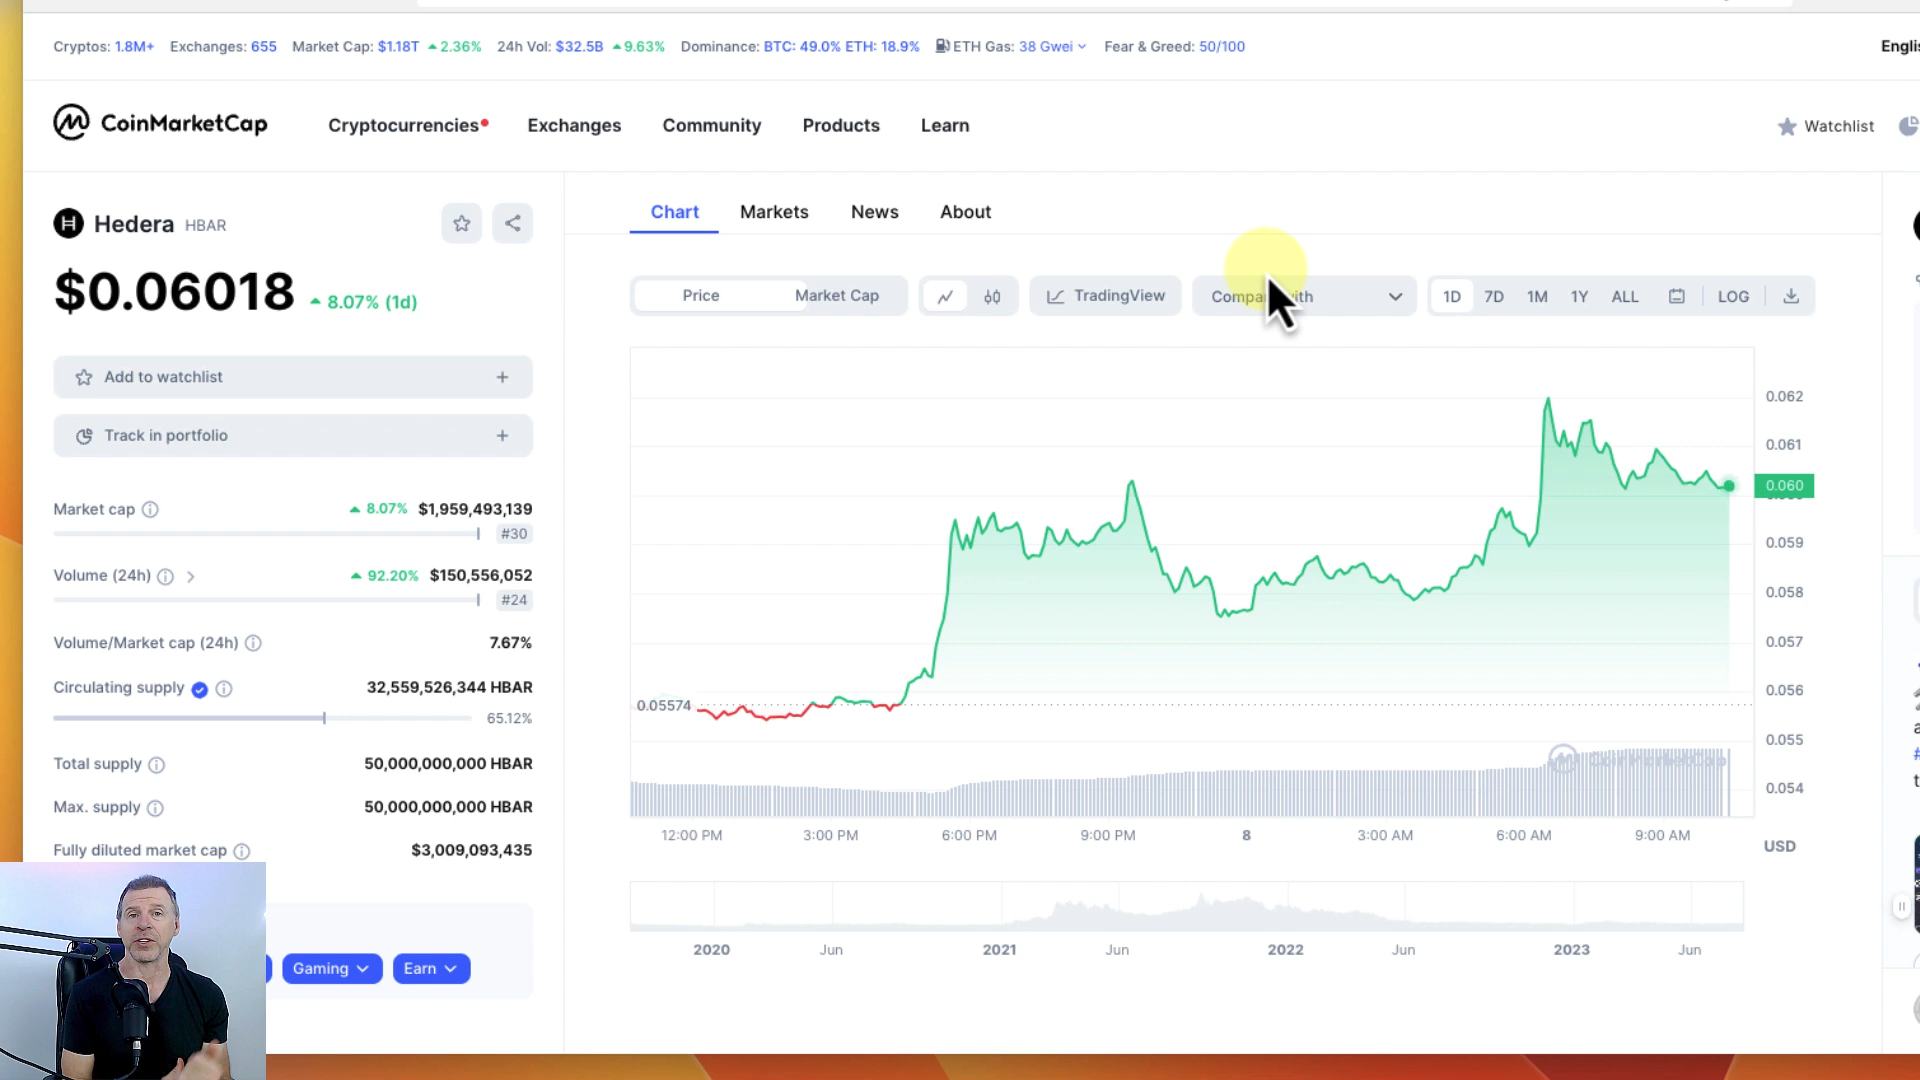 Cryptos: 1.8M+ Exchanges: 655 Market Cap: $1.18T 2.36% 24h Vol: $32.5B 9.63% Dominance: BTC: 49.0% ETH: 18.9% ETH Gas: 38 Gwei Fear & Greed: 50/100
CoinMarketCap Cryptocurrencies Exchanges Community Products Learn Watchlist
Hedera HBAR
$0.06018 8.07% (1d)
Add to watchlist +
Track in portfolio +
Market cap 8.07% $1,959,493,139
#30
Volume (24h) 92.20% $150,556,052
#24
Volume/Market cap (24h) 7.67%
Circulating supply 32,559,526,344 HBAR
65.12%
Total supply 50,000,000,000 HBAR
Max. supply 50,000,000,000 HBAR
Fully diluted market cap $3,009,093,435
Gaming Earn
Chart Markets News About
Price Market Cap TradingView 1D 7D 1M 1Y ALL LOG
0.062
0.061
0.060
0.059
0.058
0.057
0.056
0.05574
0.055
CoinMarketCap
0.054
12:00 PM 3:00 PM 6:00 PM 9:00 PM 8 3:00 AM 6:00 AM 9:00 AM
USD
2020 Jun 2021 Jun 2022 Jun 2023 Jun